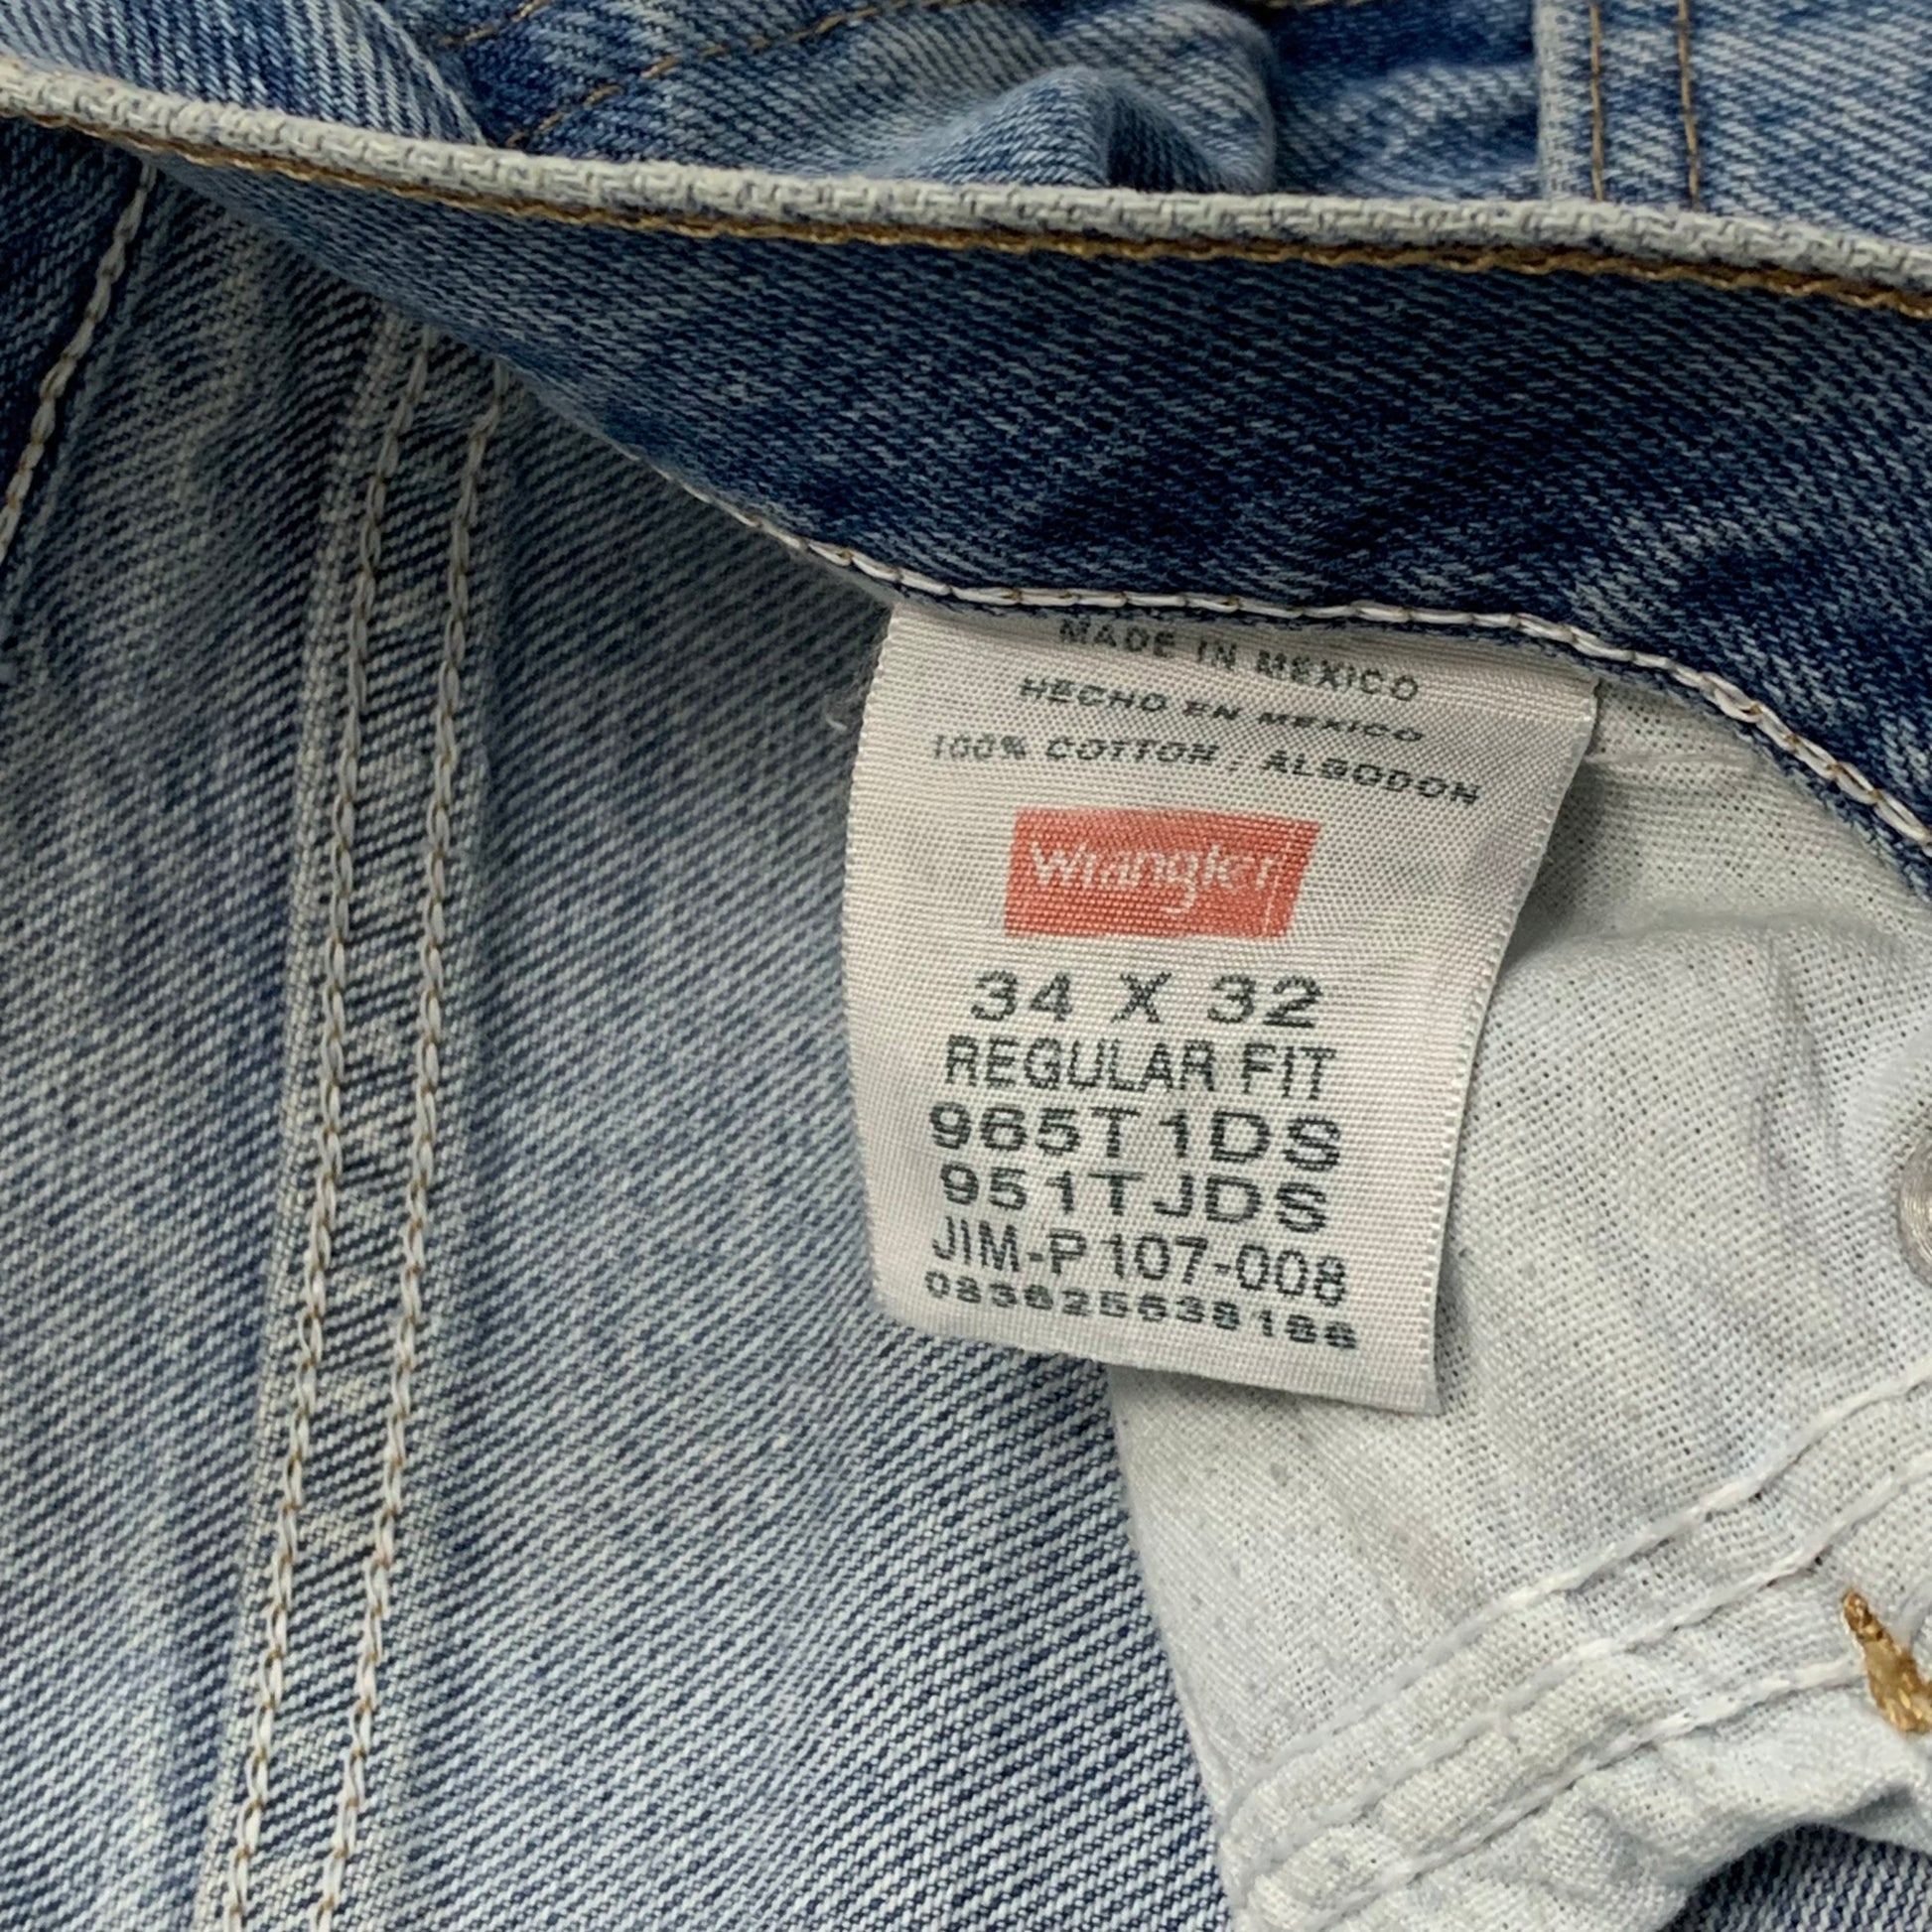 MADE IN MEXICO
HECHO EN MEXICO
100% COTTON, ALGODON
Wrangler
34 X 32
REGULAR FIT
965T1DS
951TJDS
JIM-P107-008
083625638186